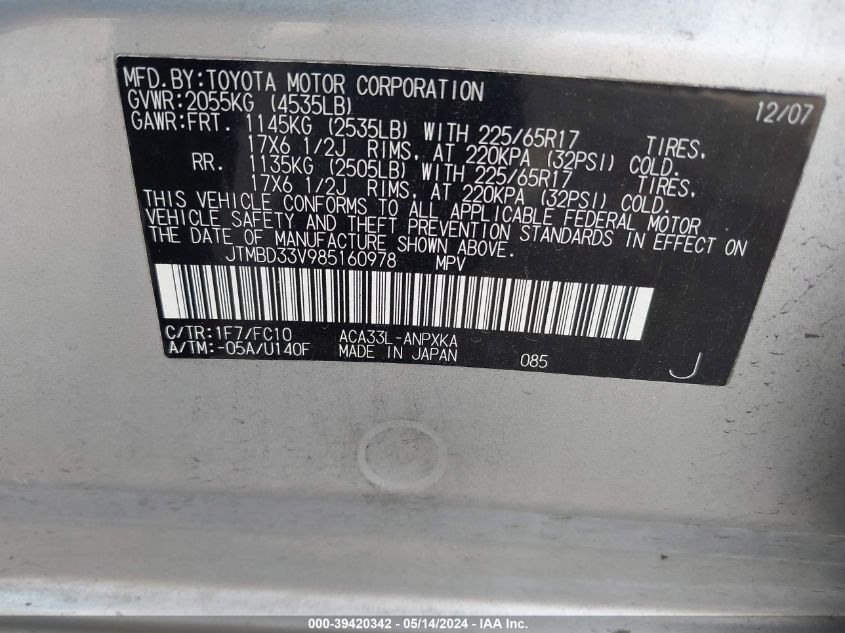 MFD.BY:TOYOTA MOTOR CORPORATION 12/07
GVWR:2055KG (4535LB)
GAWR:FRT. 1145KG (2535LB) WITH 225/65R17 TIRES,
17X6 1/2J RIMS, AT 220KPA (32PSI) COLD.
RR. 1135KG (2505LB) WITH 225/65R17 TIRES,
17X6 1/2J RIMS, AT 220KPA (32PSI) COLD.
THIS VEHICLE CONFORMS TO ALL APPLICABLE FEDERAL MOTOR
VEHICLE SAFETY AND THEFT PREVENTION STANDARDS IN EFFECT ON
THE DATE OF MANUFACTURE SHOWN ABOVE.
JTMBD33V985160978 MPV
C/TR:1F7/FC10 ACA33L-ANPXKA
A/TM:-05A/U140F MADE IN JAPAN 085 J
000-39420342 - 05/14/2024 - IAA Inc.